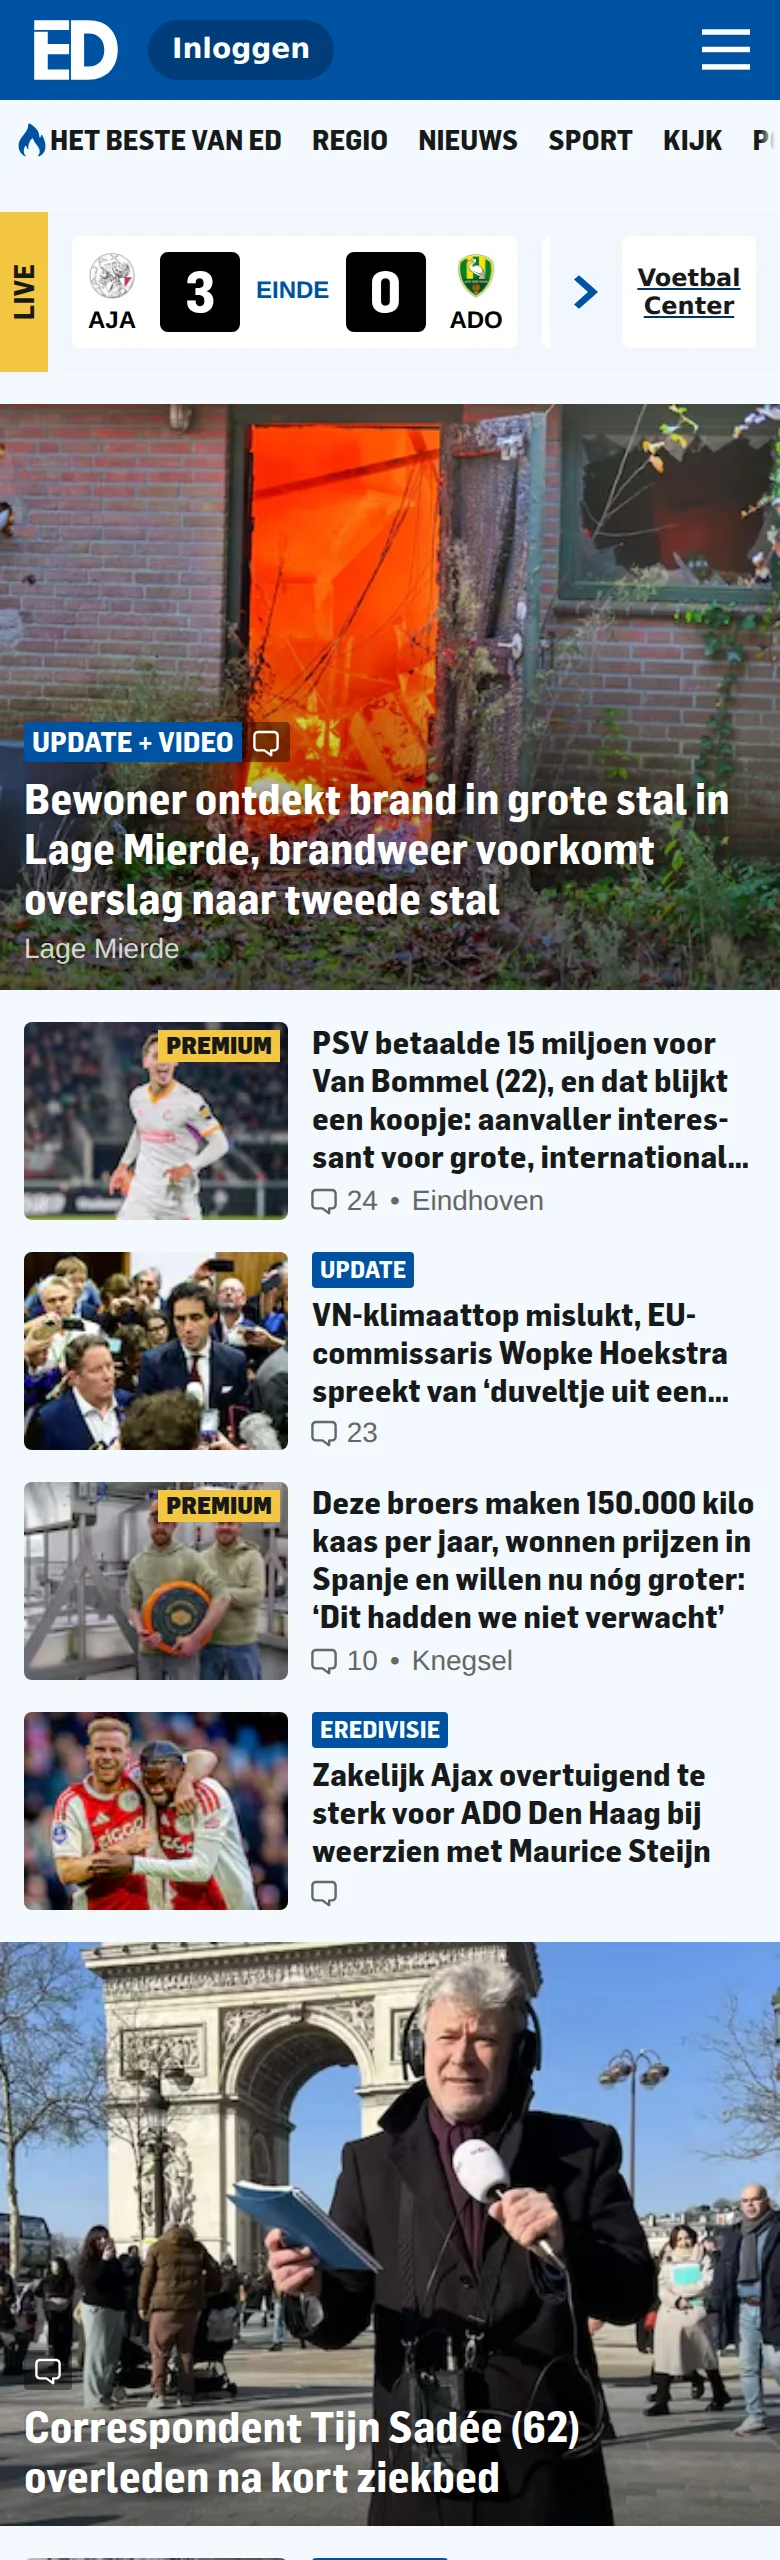 ED
Inloggen
HET BESTE VAN ED REGIO NIEUWS SPORT KIJK
LIVE
AJA
3
EINDE
0
ADO
Voetbal
Center
UPDATE + VIDEO
Bewoner ontdekt brand in grote stal in
Lage Mierde, brandweer voorkomt
overslag naar tweede stal
Lage Mierde
PREMIUM
PSV betaalde 15 miljoen voor
Van Bommel (22), en dat blijkt
een koopje: aanvaller interes-
sant voor grote, international...
24 • Eindhoven
UPDATE
VN-klimaattop mislukt, EU-
commissaris Wopke Hoekstra
spreekt van ‘duveltje uit een...
23
PREMIUM
Deze broers maken 150.000 kilo
kaas per jaar, wonnen prijzen in
Spanje en willen nu nóg groter:
‘Dit hadden we niet verwacht’
10 • Knegsel
EREDIVISIE
Zakelijk Ajax overtuigend te
sterk voor ADO Den Haag bij
weerzien met Maurice Steijn
Correspondent Tijn Sadée (62)
overleden na kort ziekbed